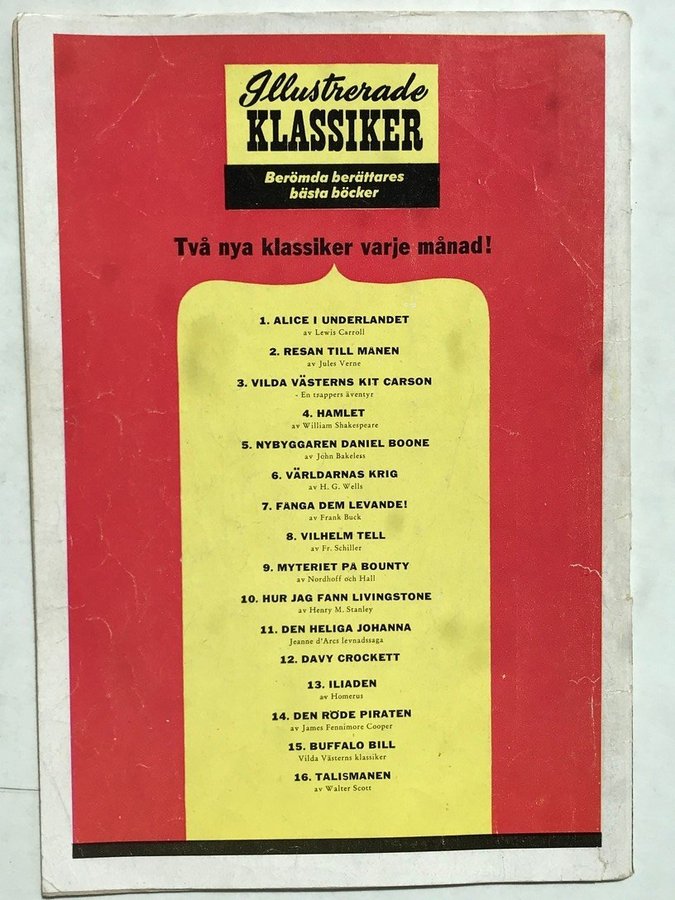 Illustrerade
KLASSIKER
Berömda berättares
bästa böcker
Två nya klassiker varje månad!
1. ALICE I UNDERLANDET
av Lewis Carroll
2. RESAN TILL MÅNEN
av Jules Verne
3. VILDA VÄSTERNS KIT CARSON
- En trappers äventyr
4. HAMLET
av William Shakespeare
5. NYBYGGAREN DANIEL BOONE
av John Bakeless
6. VÄRLDARNAS KRIG
av H. G. Wells
7. FÅNGA DEM LEVANDE!
av Frank Buck
8. VILHELM TELL
av Fr. Schiller
9. MYTERIET PÅ BOUNTY
av Nordhoff och Hall
10. HUR JAG FANN LIVINGSTONE
av Henry M. Stanley
11. DEN HELIGA JOHANNA
Jeanne d'Arcs levnadssaga
12. DAVY CROCKETT
13. ILIADEN
av Homerus
14. DEN RÖDE PIRATEN
av James Fennimore Cooper
15. BUFFALO BILL
Vilda Västerns klassiker
16. TALISMANEN
av Walter Scott